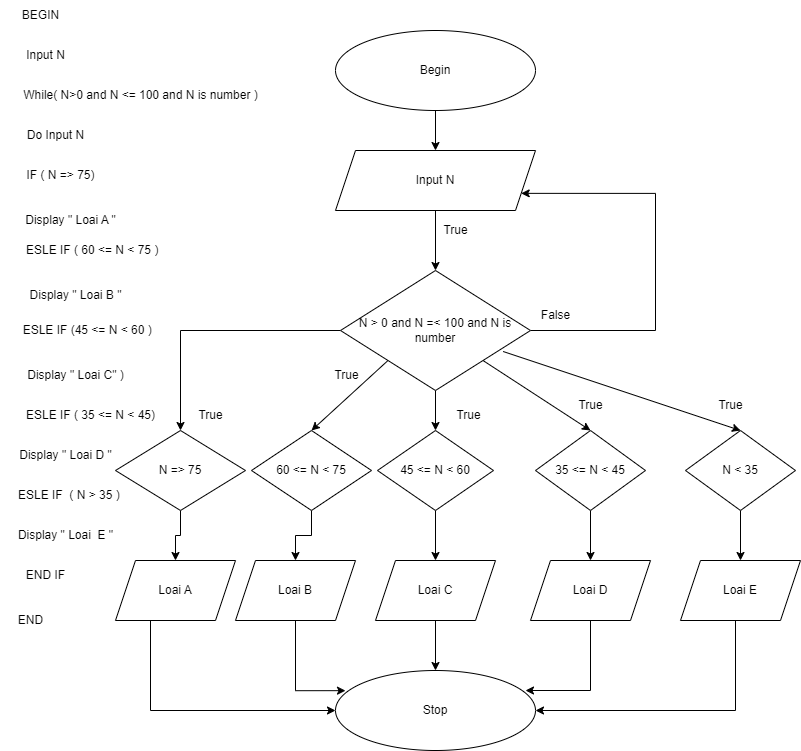 BEGIN
Input N
While( N>0 and N <= 100 and N is number )
Do Input N
IF ( N => 75)
Display " Loai A "
ESLE IF ( 60 <= N < 75 )
Display " Loai B "
ESLE IF (45 <= N < 60 )
Display " Loai C" )
ESLE IF ( 35 <= N < 45)
Display " Loai D "
ESLE IF ( N > 35 )
Display " Loai E "
END IF
END
Begin
Input N
True
N > 0 and N =< 100 and N is
number
False
True
True
True
True
True
N => 75
60 <= N < 75
45 <= N < 60
35 <= N < 45
N < 35
Loai A
Loai B
Loai C
Loai D
Loai E
Stop